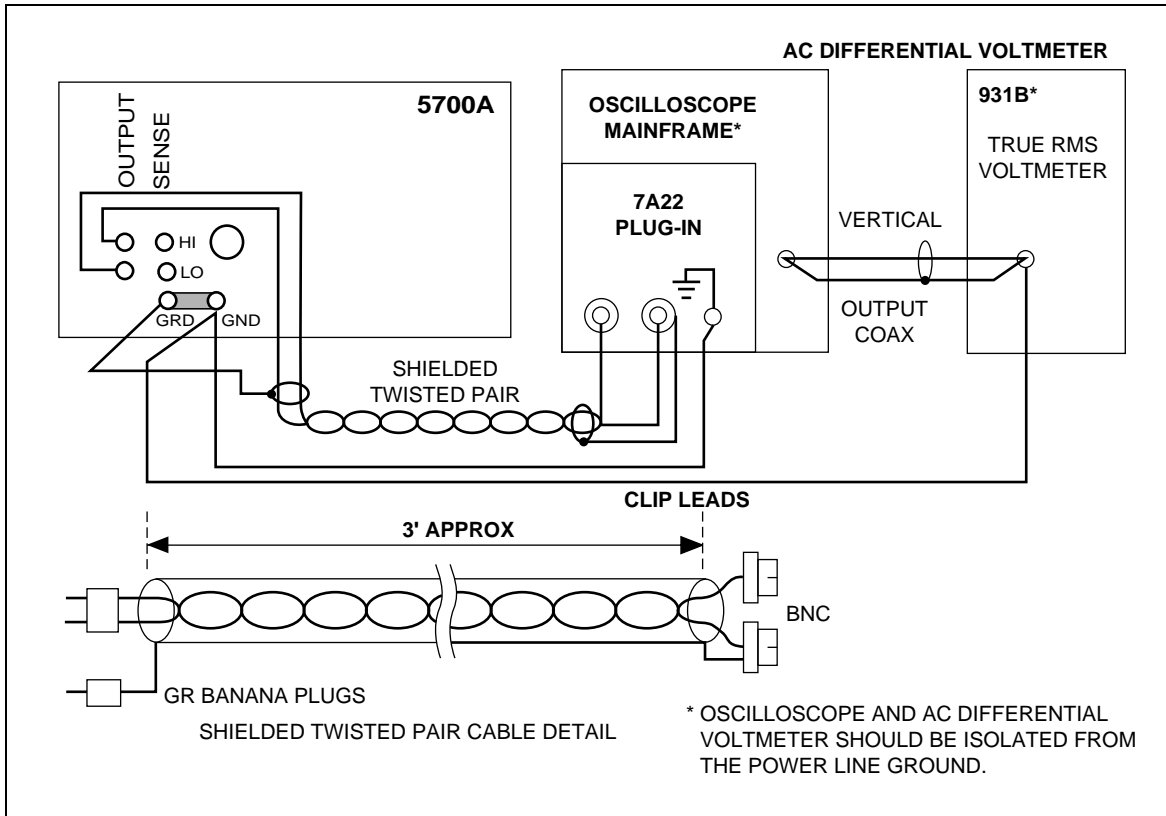 AC DIFFERENTIAL VOLTMETER
5700A
OUTPUT
SENSE
HI
LO
GRD
GND
OSCILLOSCOPE
MAINFRAME*
7A22
PLUG-IN
931B*
TRUE RMS
VOLTMETER
VERTICAL
OUTPUT
COAX
SHIELDED
TWISTED PAIR
CLIP LEADS
3' APPROX
BNC
GR BANANA PLUGS
SHIELDED TWISTED PAIR CABLE DETAIL
* OSCILLOSCOPE AND AC DIFFERENTIAL
VOLTMETER SHOULD BE ISOLATED FROM
THE POWER LINE GROUND.